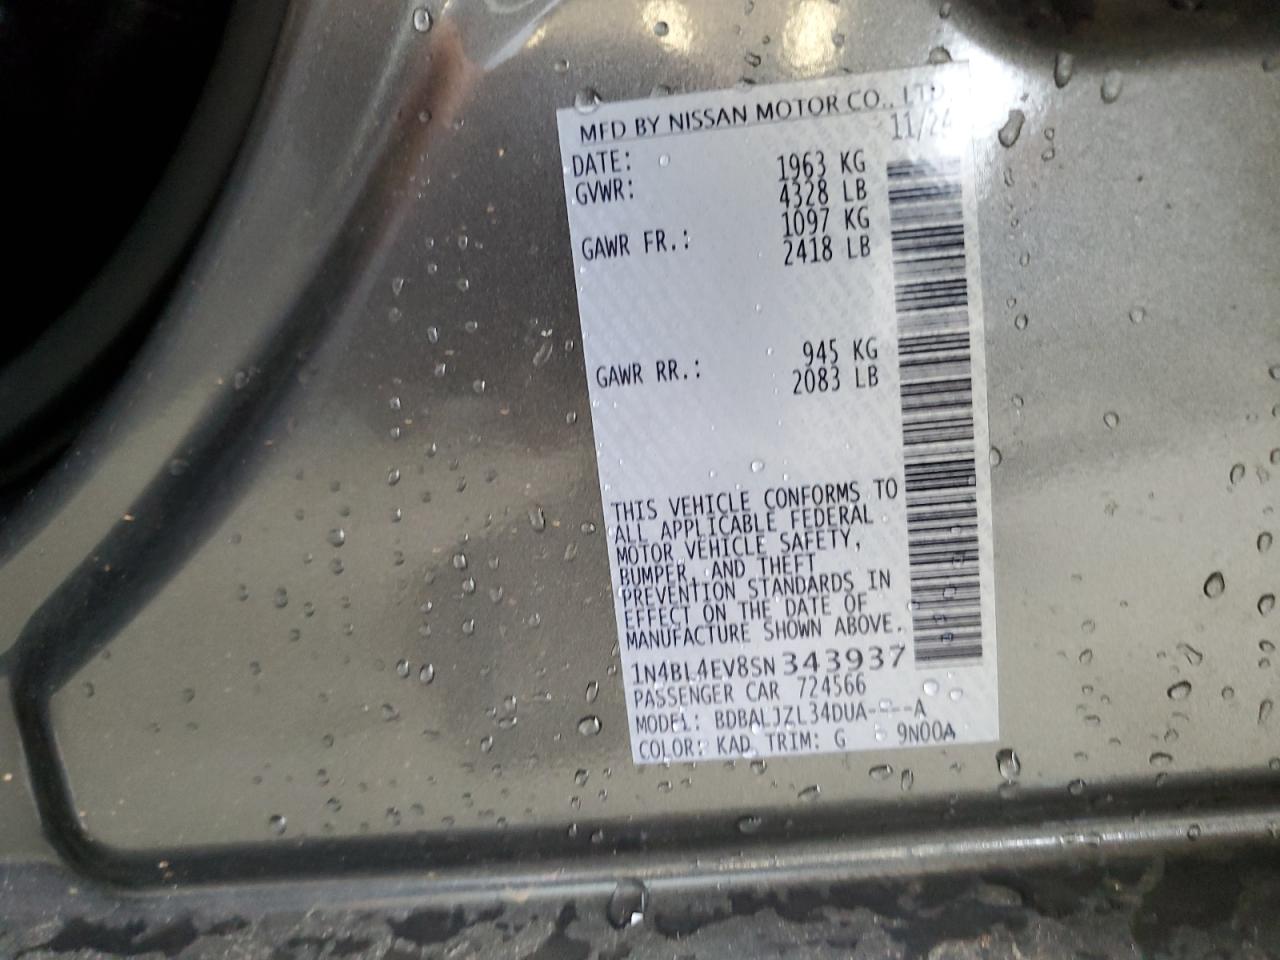 MFD BY NISSAN MOTOR CO., LTD
DATE: 11/24
GVWR: 1963 KG
4328 LB
GAWR FR.: 1097 KG
2418 LB
GAWR RR.: 945 KG
2083 LB
THIS VEHICLE CONFORMS TO
ALL APPLICABLE FEDERAL
MOTOR VEHICLE SAFETY,
BUMPER, AND THEFT
PREVENTION STANDARDS IN
EFFECT ON THE DATE OF
MANUFACTURE SHOWN ABOVE.
1N4BL4EV8SN343937
PASSENGER CAR 724566
MODEL: BDBALJZL34DUA----A
COLOR: KAD TRIM: G 9N00A